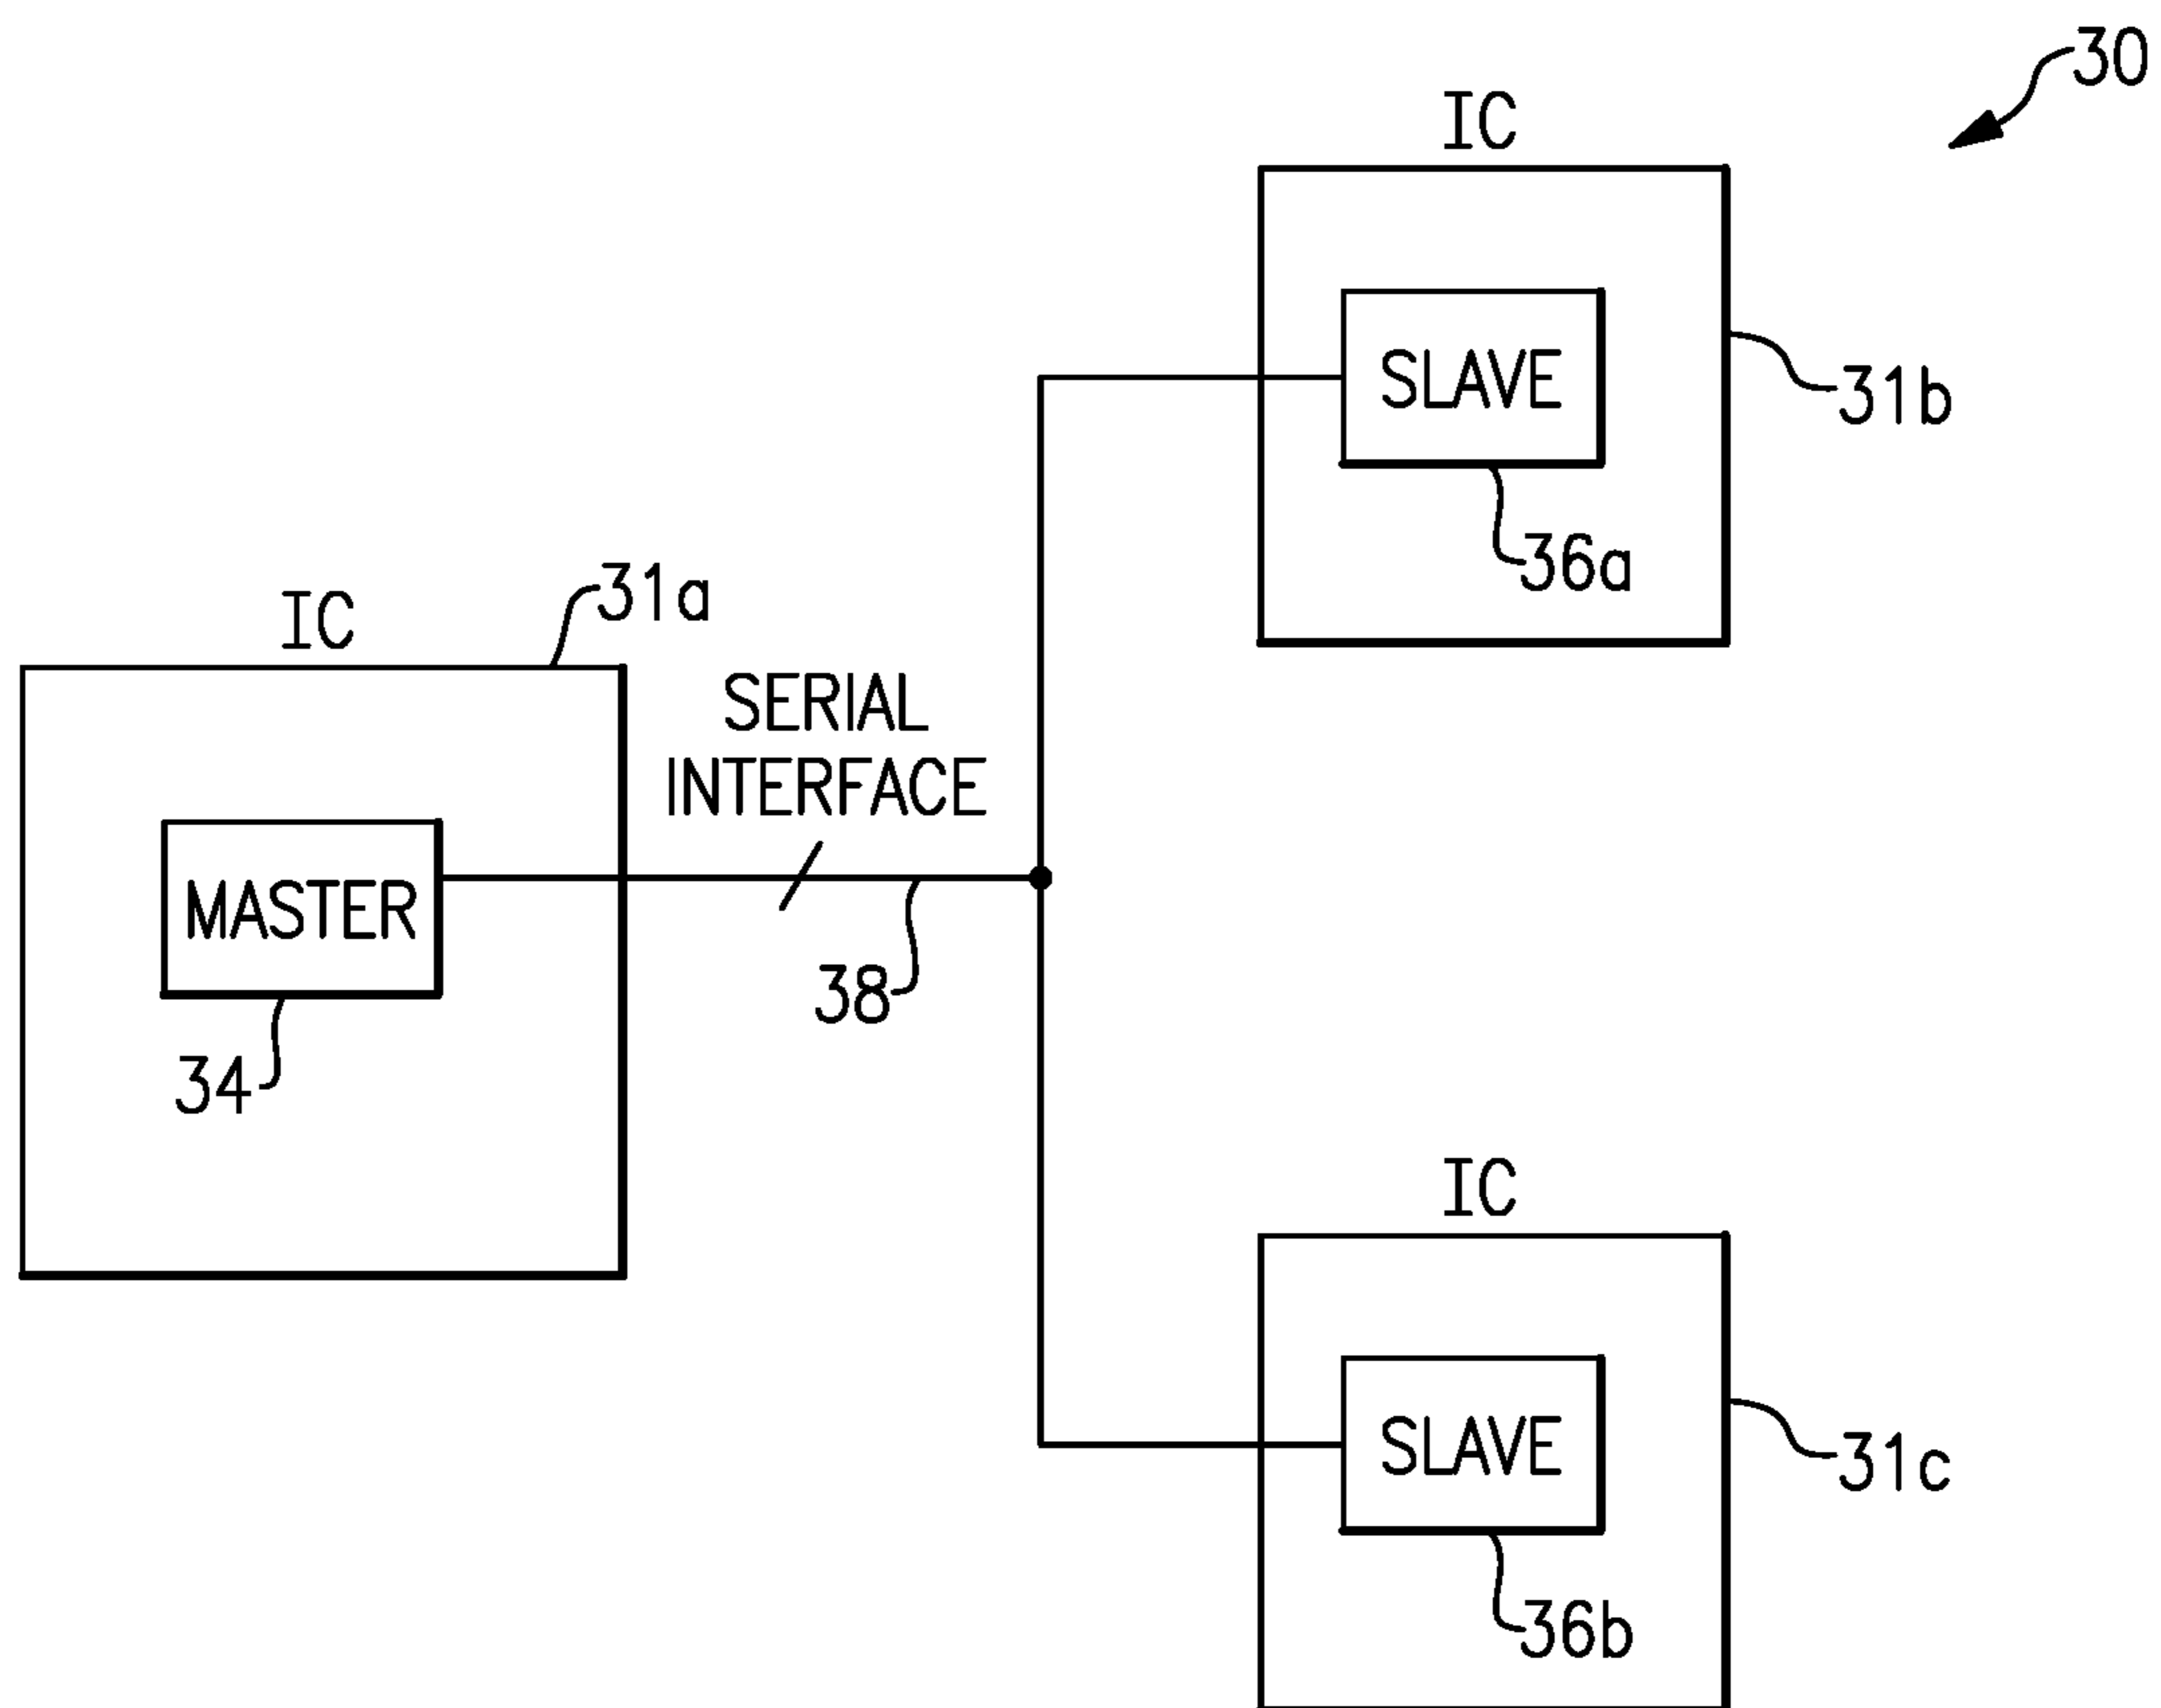 30
IC
SLAVE
31b
36a
IC
31a
SERIAL
INTERFACE
MASTER
38
34
IC
SLAVE
31c
36b